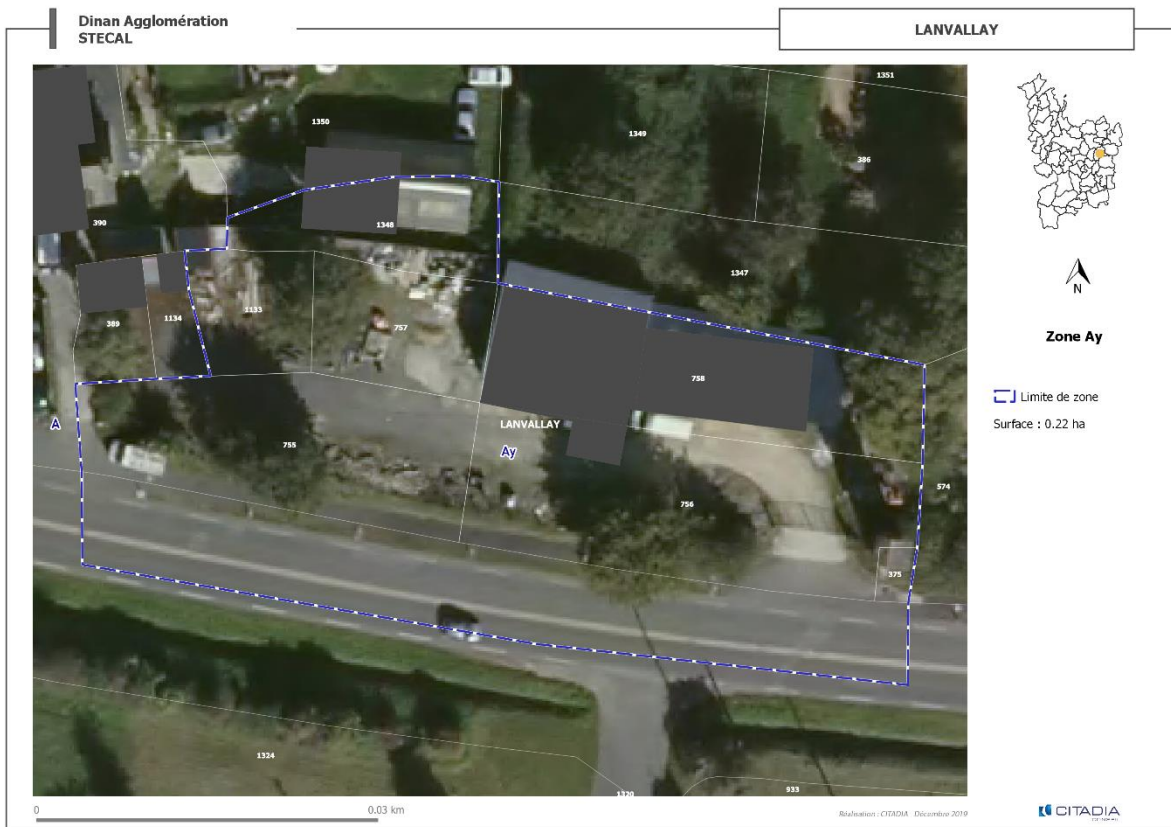 Dinan Agglomération
STECAL
LANVALLAY
1351
1350
1349
386
390
1348
1347
389
1134
1133
757
758
A
755
LANVALLAY
Ay
756
574
375
1324
1320
933
N
Zone Ay
Limite de zone
Surface : 0.22 ha
0
0.03 km
Réalisation : CITADIA Décembre 2019
CITADIA